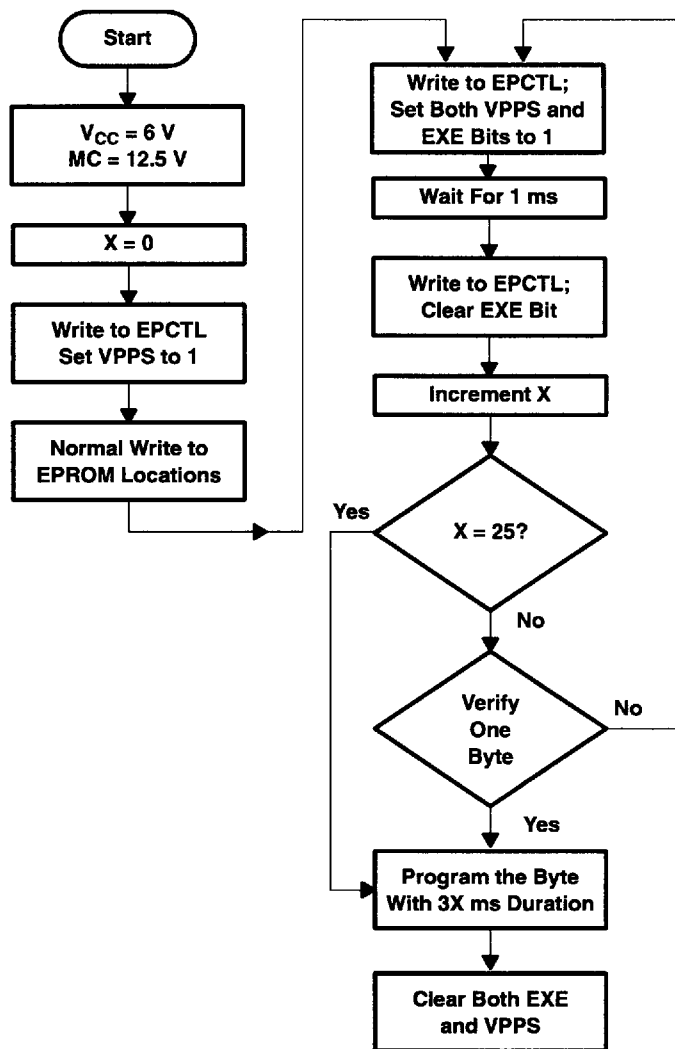 Start
VCC = 6 V
MC = 12.5 V
X = 0
Write to EPCTL
Set VPPS to 1
Normal Write to
EPROM Locations
Write to EPCTL;
Set Both VPPS and
EXE Bits to 1
Wait For 1 ms
Write to EPCTL;
Clear EXE Bit
Increment X
Yes
X = 25?
No
Verify
One
Byte
No
Yes
Program the Byte
With 3X ms Duration
Clear Both EXE
and VPPS